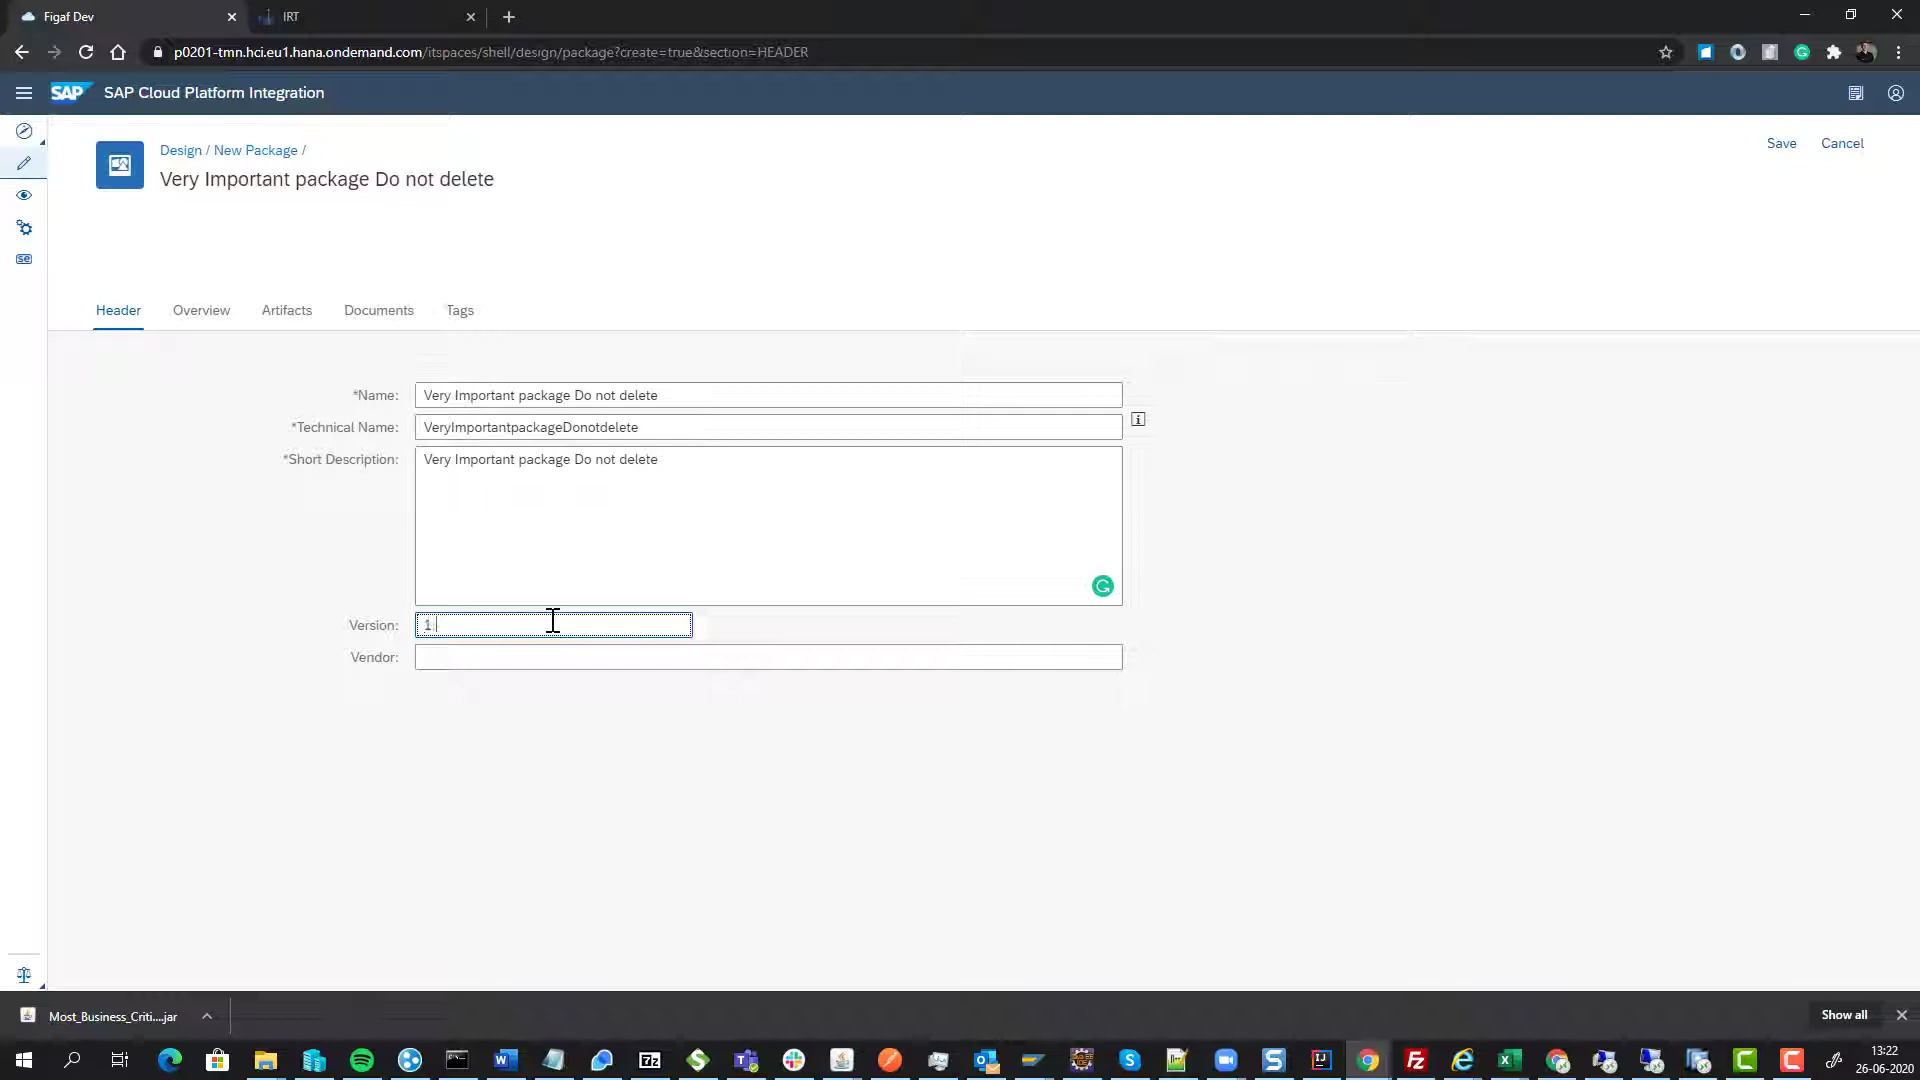 Figaf Dev
IRT
p0201-tmn.hci.eu1.hana.ondemand.com/itspaces/shell/design/package?create=true&section=HEADER
SAP SAP Cloud Platform Integration
Design / New Package /
Save Cancel
Very Important package Do not delete
Header Overview Artifacts Documents Tags
*Name: Very Important package Do not delete
*Technical Name: VeryImportantpackageDonotdelete
*Short Description: Very Important package Do not delete
Version: 1
Vendor:
Most_Business_Criti....jar
Show all
13:22
26-06-2020